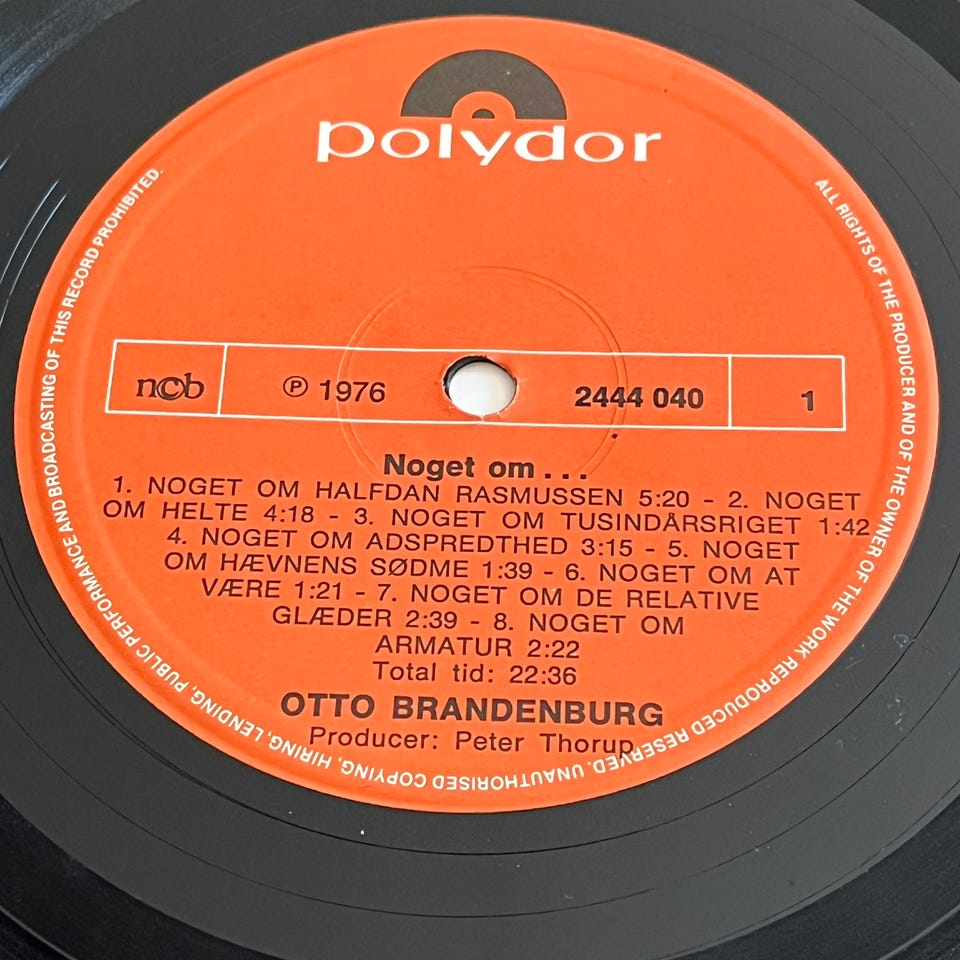 polydor
ncb
℗ 1976
2444 040
1
Noget om...
1. NOGET OM HALFDAN RASMUSSEN 5:20 - 2. NOGET
OM HELTE 4:18 - 3. NOGET OM TUSINDÅRSRIGET 1:42
4. NOGET OM ADSPREDTHED 3:15 - 5. NOGET
OM HÆVNENS SØDME 1:39 - 6. NOGET OM AT
VÆRE 1:21 - 7. NOGET OM DE RELATIVE
GLÆDER 2:39 - 8. NOGET OM
ARMATUR 2:22
Total tid: 22:36
OTTO BRANDENBURG
Producer: Peter Thorup
ALL RIGHTS OF THE PRODUCER AND OF THE OWNER OF THE WORK REPRODUCED RESERVED. UNAUTHORISED COPYING, HIRING, LENDING, PUBLIC PERFORMANCE AND BROADCASTING OF THIS RECORD PROHIBITED.